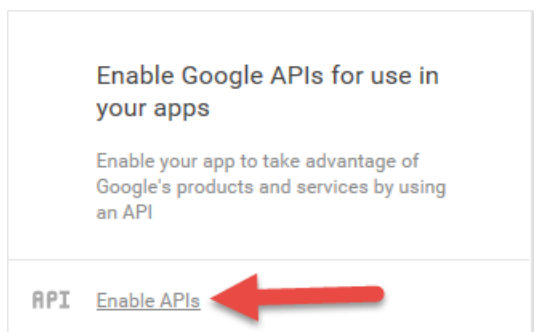 Enable Google APIs for use in
your apps
Enable your app to take advantage of
Google's products and services by using
an API
API Enable APIs